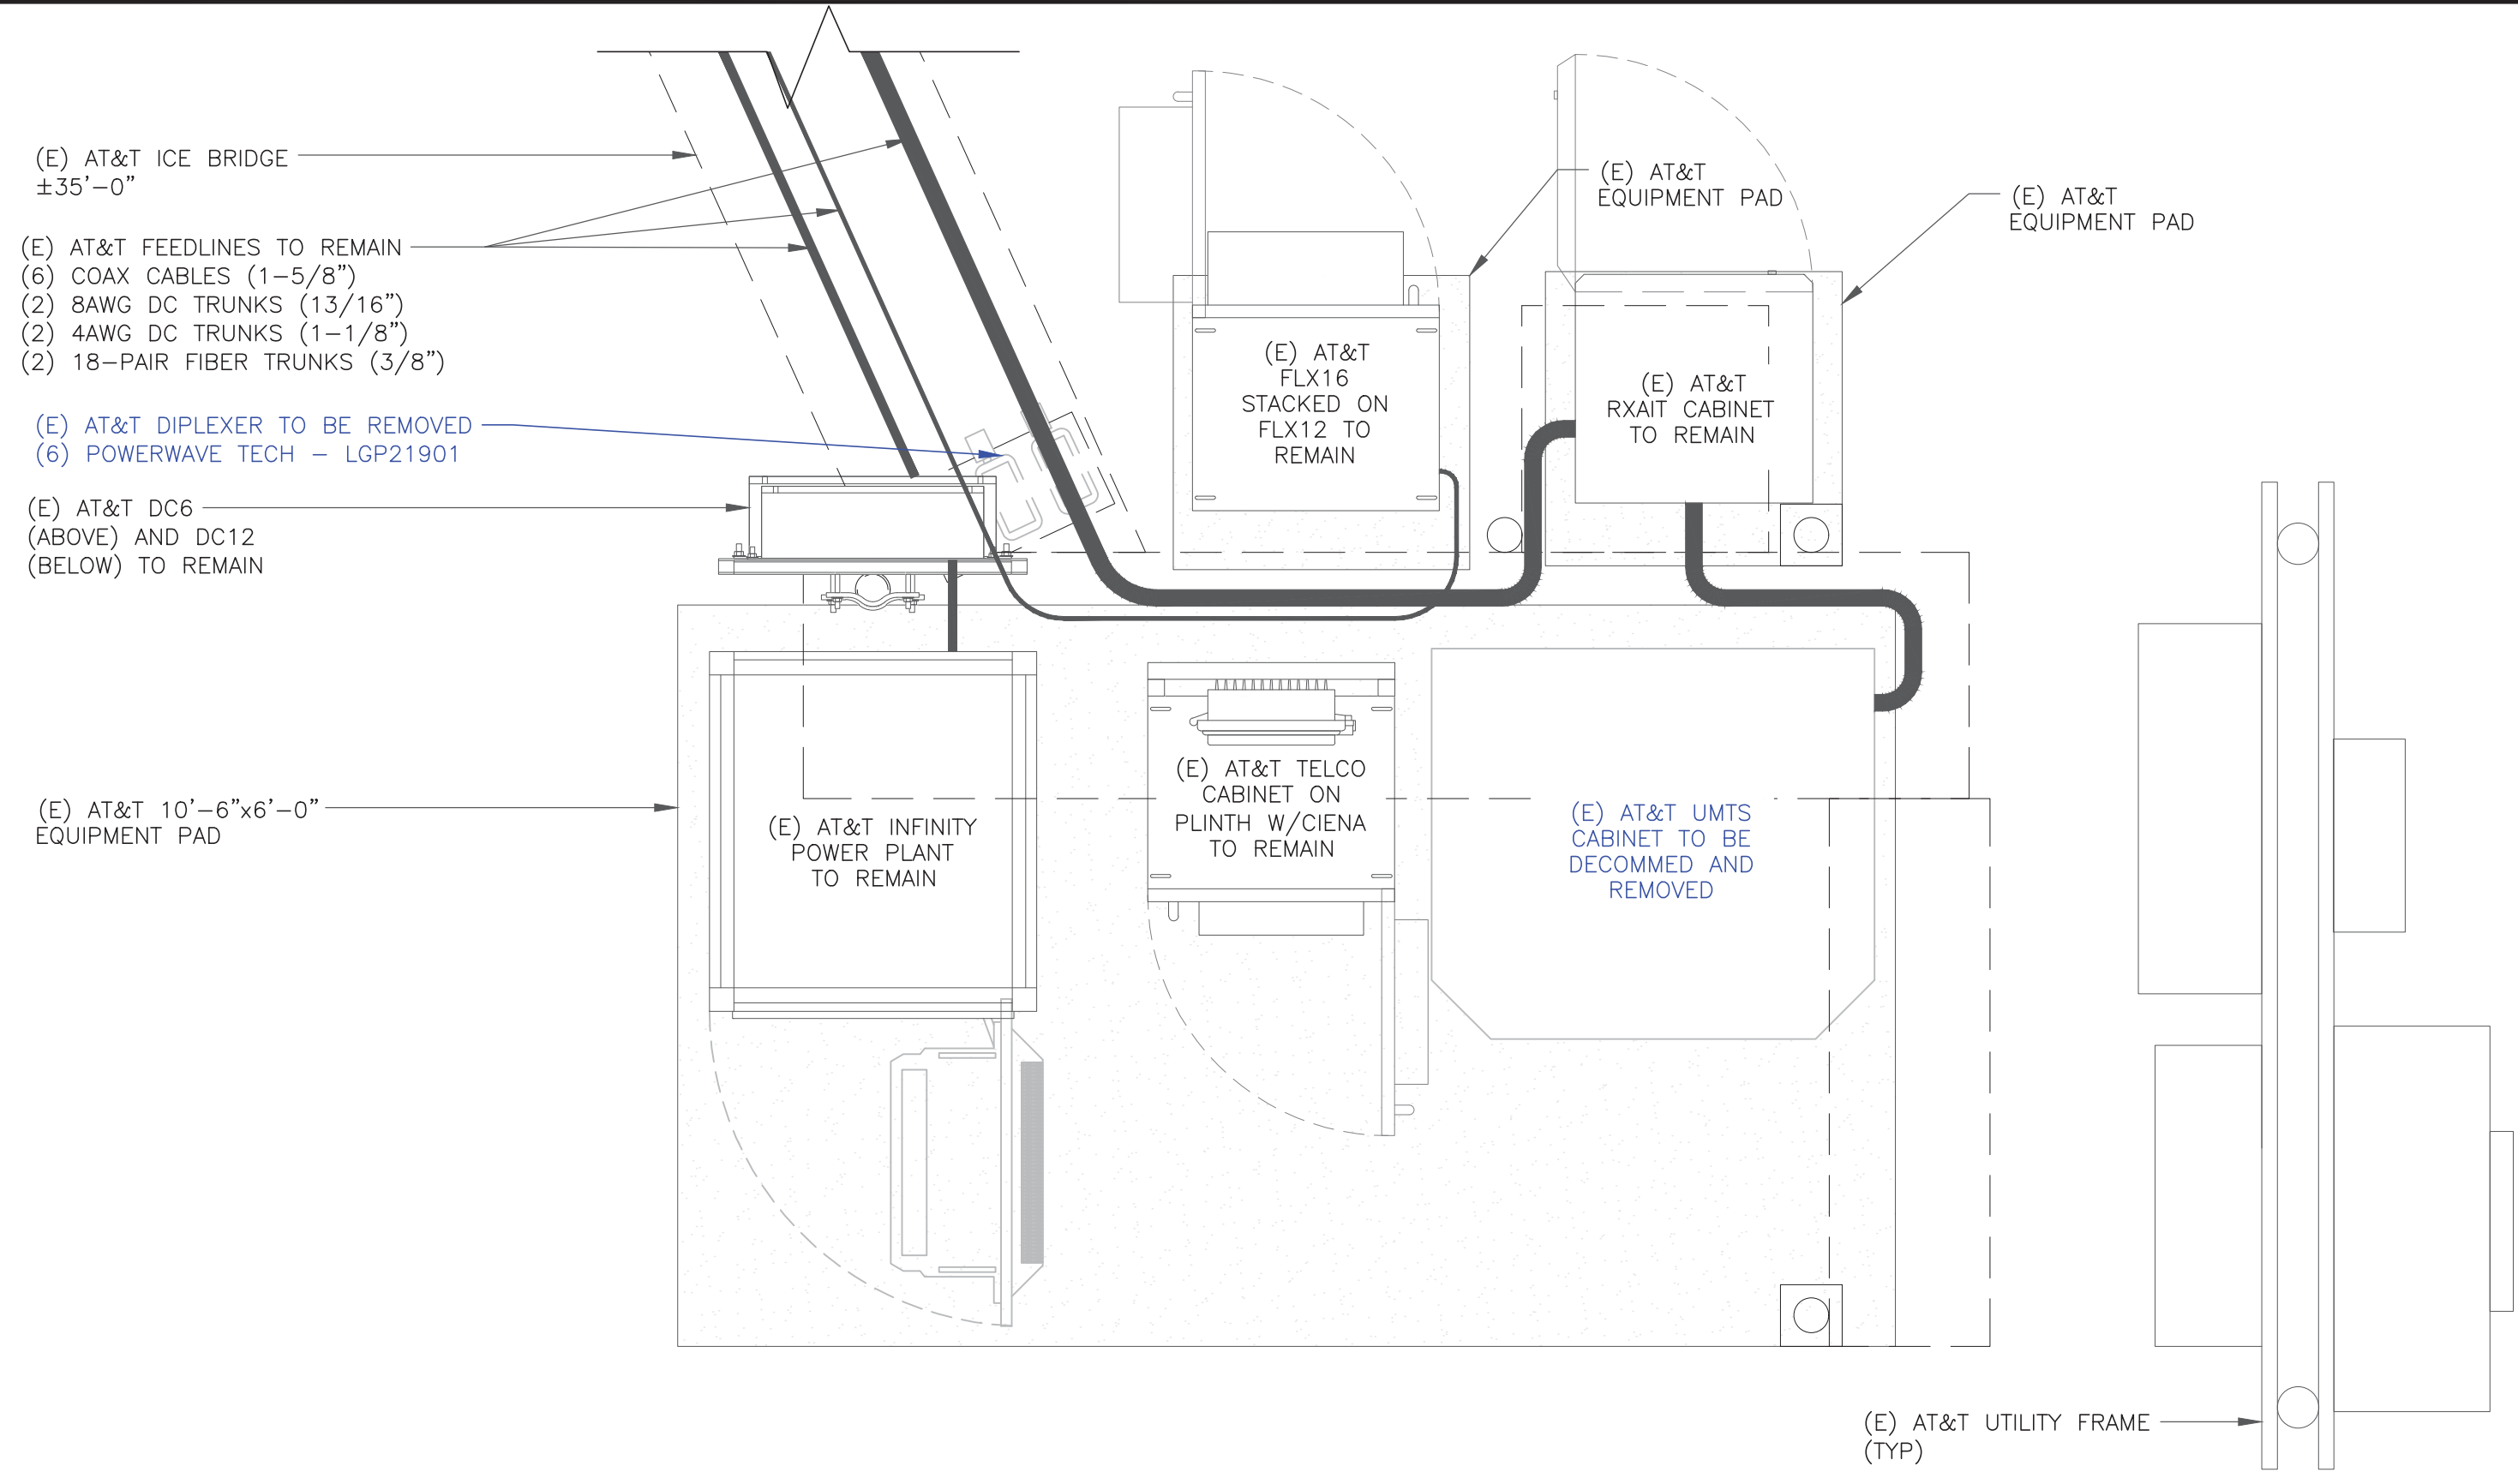 (E) AT&T ICE BRIDGE
±35'-0"
(E) AT&T FEEDLINES TO REMAIN
(6) COAX CABLES (1-5/8")
(2) 8AWG DC TRUNKS (13/16")
(2) 4AWG DC TRUNKS (1-1/8")
(2) 18-PAIR FIBER TRUNKS (3/8")
(E) AT&T DIPLEXER TO BE REMOVED
(6) POWERWAVE TECH - LGP21901
(E) AT&T DC6
(ABOVE) AND DC12
(BELOW) TO REMAIN
(E) AT&T 10'-6"x6'-0"
EQUIPMENT PAD
(E) AT&T
EQUIPMENT PAD
(E) AT&T
EQUIPMENT PAD
(E) AT&T
FLX16
STACKED ON
FLX12 TO
REMAIN
(E) AT&T
RXAIT CABINET
TO REMAIN
(E) AT&T INFINITY
POWER PLANT
TO REMAIN
(E) AT&T TELCO
CABINET ON
PLINTH W/CIENA
TO REMAIN
(E) AT&T UMTS
CABINET TO BE
DECOMMED AND
REMOVED
(E) AT&T UTILITY FRAME
(TYP)